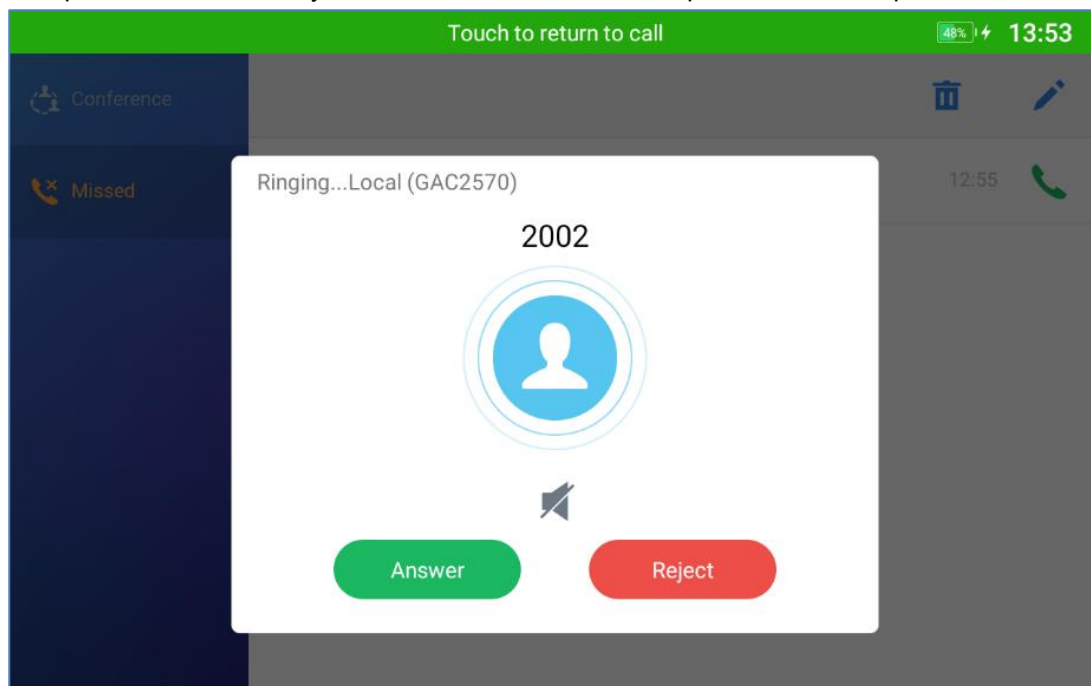 Touch to return to call
48%
13:53
Conference
Missed
12:55
Ringing...Local (GAC2570)
2002
Answer
Reject